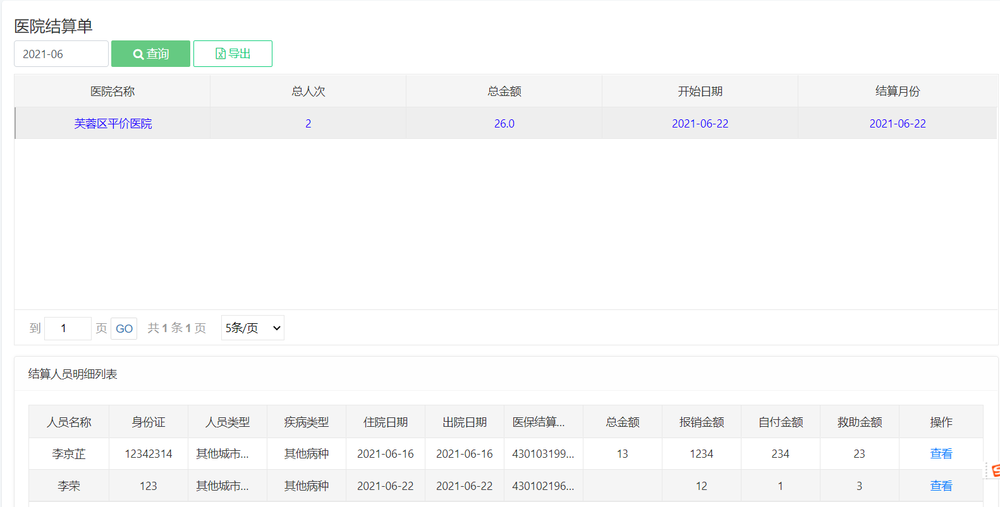 医院结算单
2021-06 查询 导出
医院名称 总人次 总金额 开始日期 结算月份
芙蓉区平价医院 2 26.0 2021-06-22 2021-06-22
到 1 页 GO 共 1 条 1 页 5条/页
结算人员明细列表
人员名称 身份证 人员类型 疾病类型 住院日期 出院日期 医保结算... 总金额 报销金额 自付金额 救助金额 操作
李京芷 12342314 其他城市... 其他病种 2021-06-16 2021-06-16 430103199... 13 1234 234 23 查看
李荣 123 其他城市... 其他病种 2021-06-22 2021-06-22 430102196... 12 1 3 查看